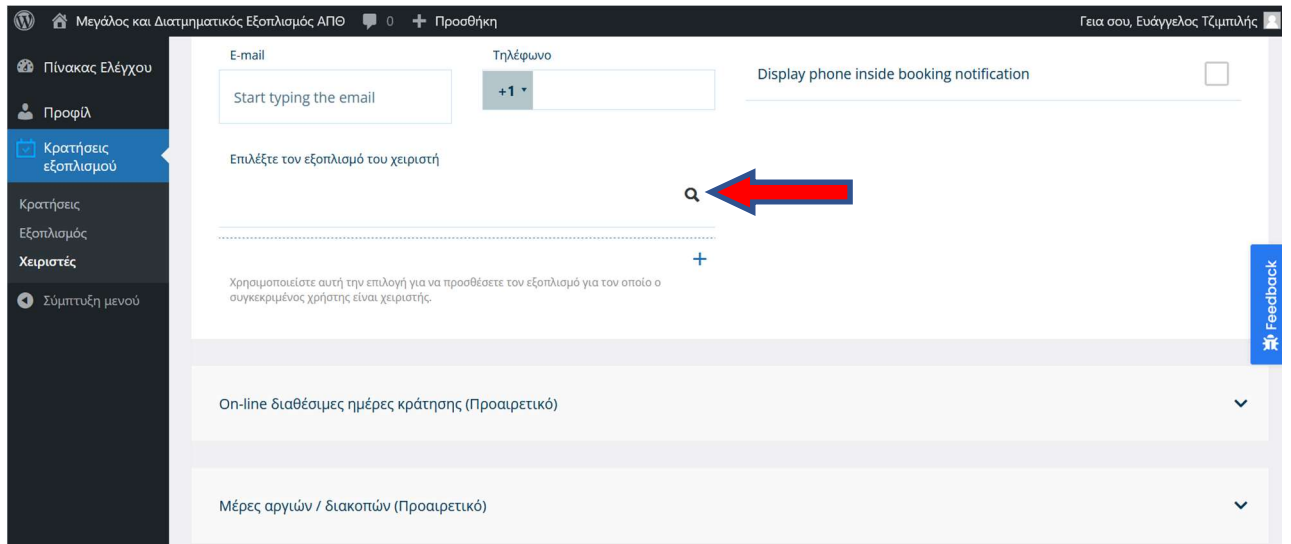 Μεγάλος και Διατμηματικός Εξοπλισμός ΑΠΘ 0 Προσθήκη Γεια σου, Ευάγγελος Τζιμπιλής
Πίνακας Ελέγχου
Προφίλ
Κρατήσεις
εξοπλισμού
Κρατήσεις
Εξοπλισμός
Χειριστές
Σύμπτυξη μενού
E-mail Τηλέφωνο
Display phone inside booking notification
Start typing the email +1
Επιλέξτε τον εξοπλισμό του χειριστή
+
Χρησιμοποιείστε αυτή την επιλογή για να προσθέσετε τον εξοπλισμό για τον οποίο ο
συγκεκριμένος χρήστης είναι χειριστής.
Feedback
On-line διαθέσιμες ημέρες κράτησης (Προαιρετικό)
Μέρες αργιών / διακοπών (Προαιρετικό)